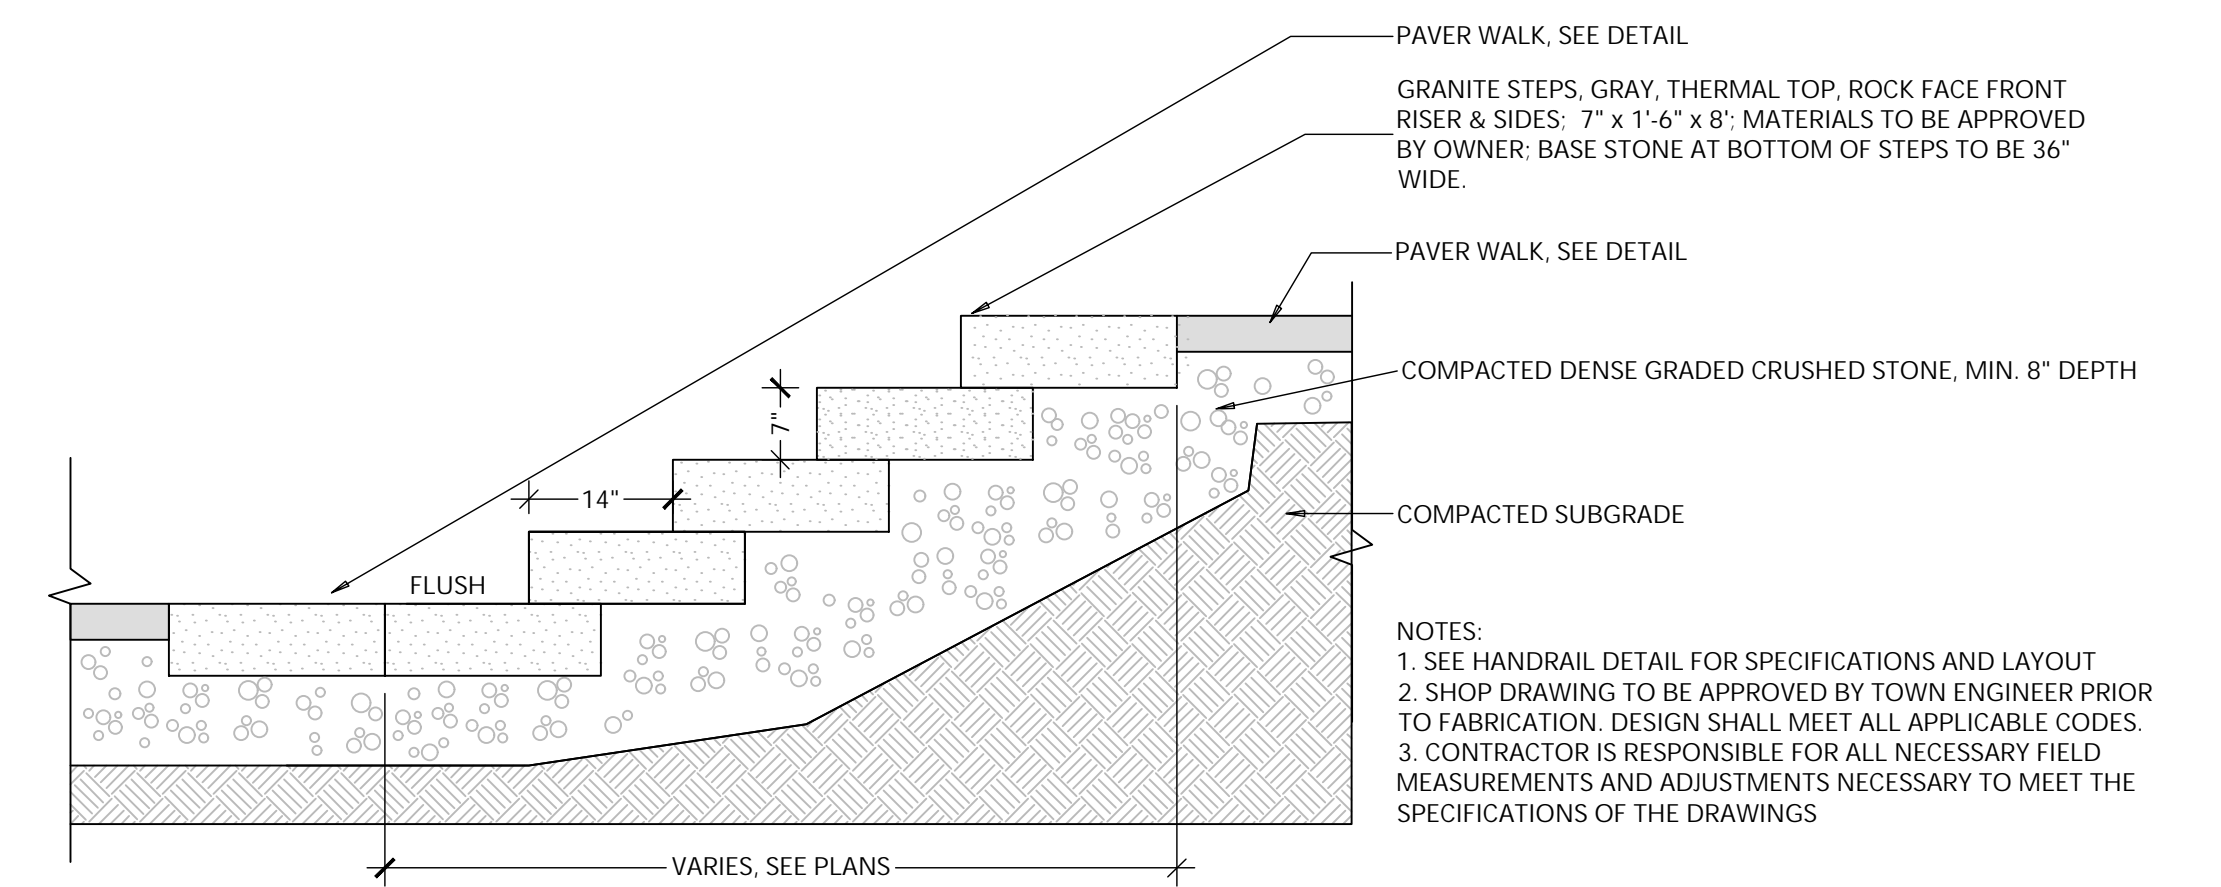 PAVER WALK, SEE DETAIL
GRANITE STEPS, GRAY, THERMAL TOP, ROCK FACE FRONT
RISER & SIDES;  7" x 1'-6" x 8'; MATERIALS TO BE APPROVED
BY OWNER; BASE STONE AT BOTTOM OF STEPS TO BE 36"
WIDE.
PAVER WALK, SEE DETAIL
COMPACTED DENSE GRADED CRUSHED STONE, MIN. 8" DEPTH
7"
14"
COMPACTED SUBGRADE
FLUSH
NOTES:
1. SEE HANDRAIL DETAIL FOR SPECIFICATIONS AND LAYOUT
2. SHOP DRAWING TO BE APPROVED BY TOWN ENGINEER PRIOR
TO FABRICATION. DESIGN SHALL MEET ALL APPLICABLE CODES.
3. CONTRACTOR IS RESPONSIBLE FOR ALL NECESSARY FIELD
MEASUREMENTS AND ADJUSTMENTS NECESSARY TO MEET THE
SPECIFICATIONS OF THE DRAWINGS
VARIES, SEE PLANS